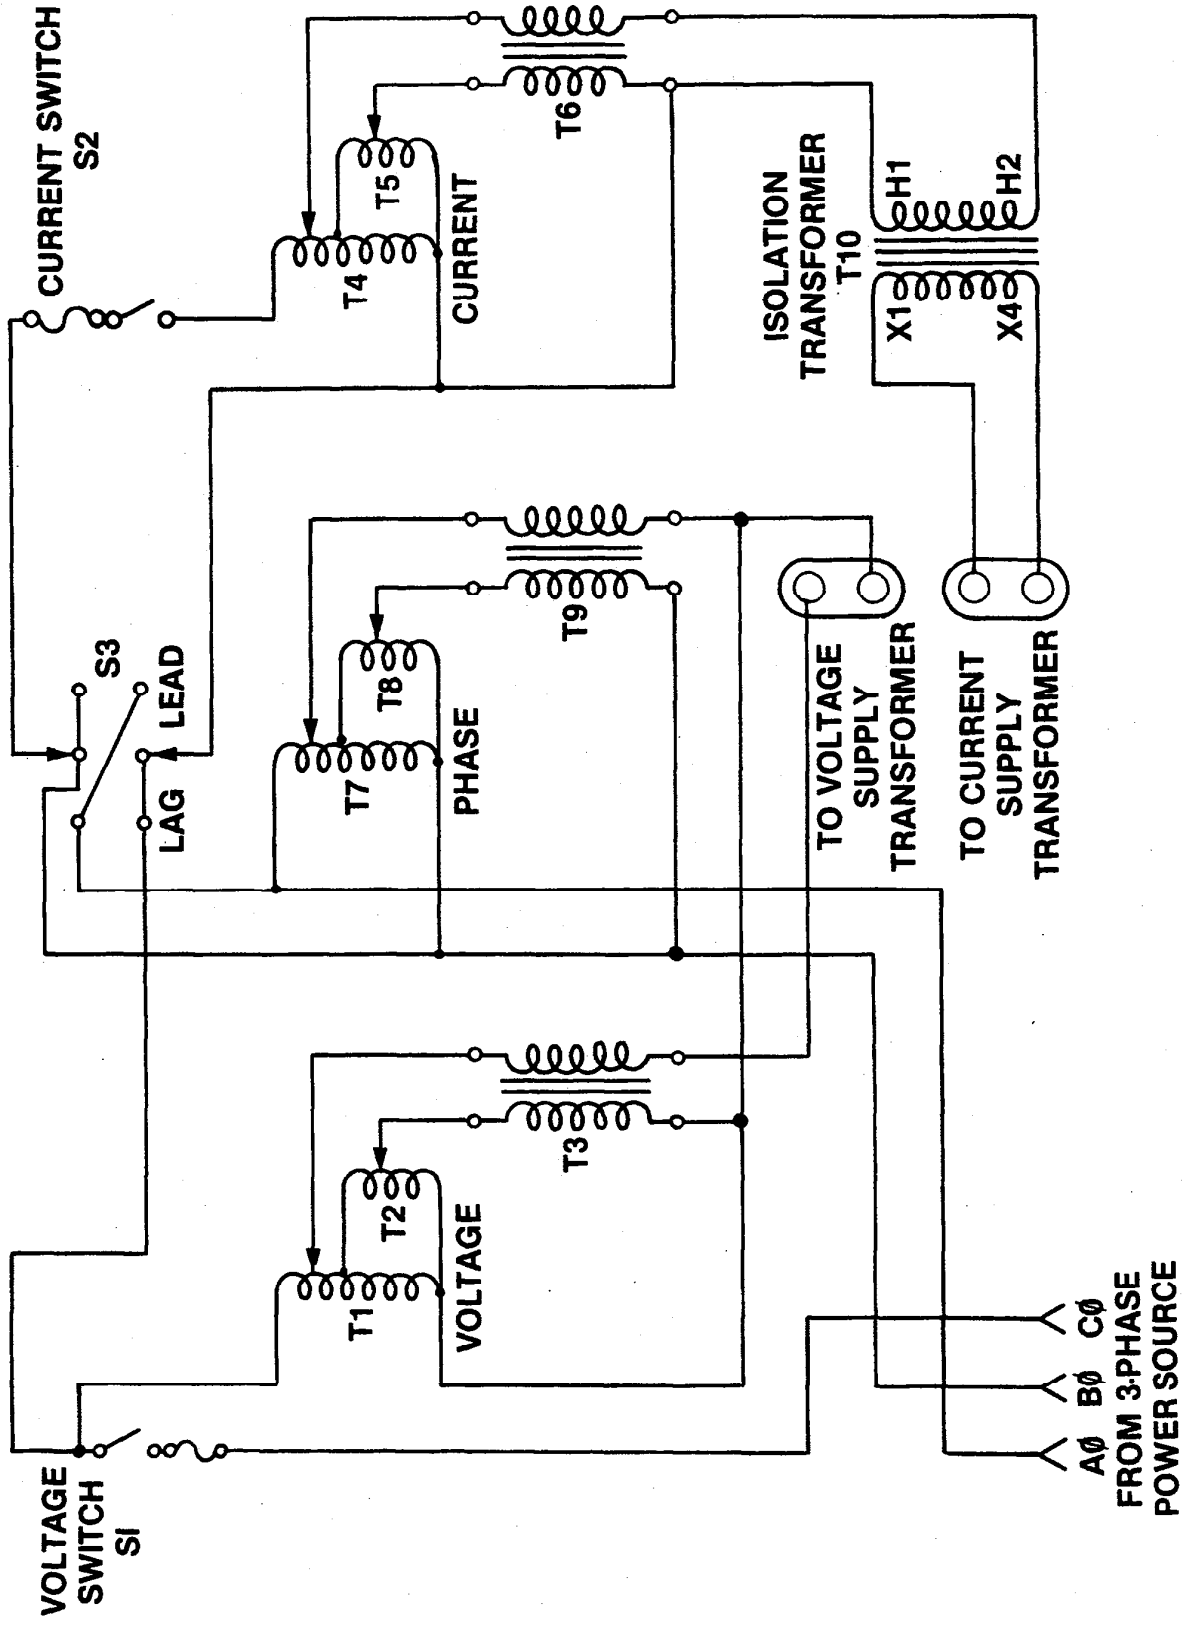 VOLTAGE
SWITCH
S1
CURRENT SWITCH
S2
S3
LAG LEAD
T1
T2
VOLTAGE
T3
T7
T8
PHASE
T9
T4
T5
CURRENT
T6
ISOLATION
TRANSFORMER
T10
X1 H1
X4 H2
TO VOLTAGE
SUPPLY
TRANSFORMER
TO CURRENT
SUPPLY
TRANSFORMER
AØ BØ CØ
FROM 3-PHASE
POWER SOURCE